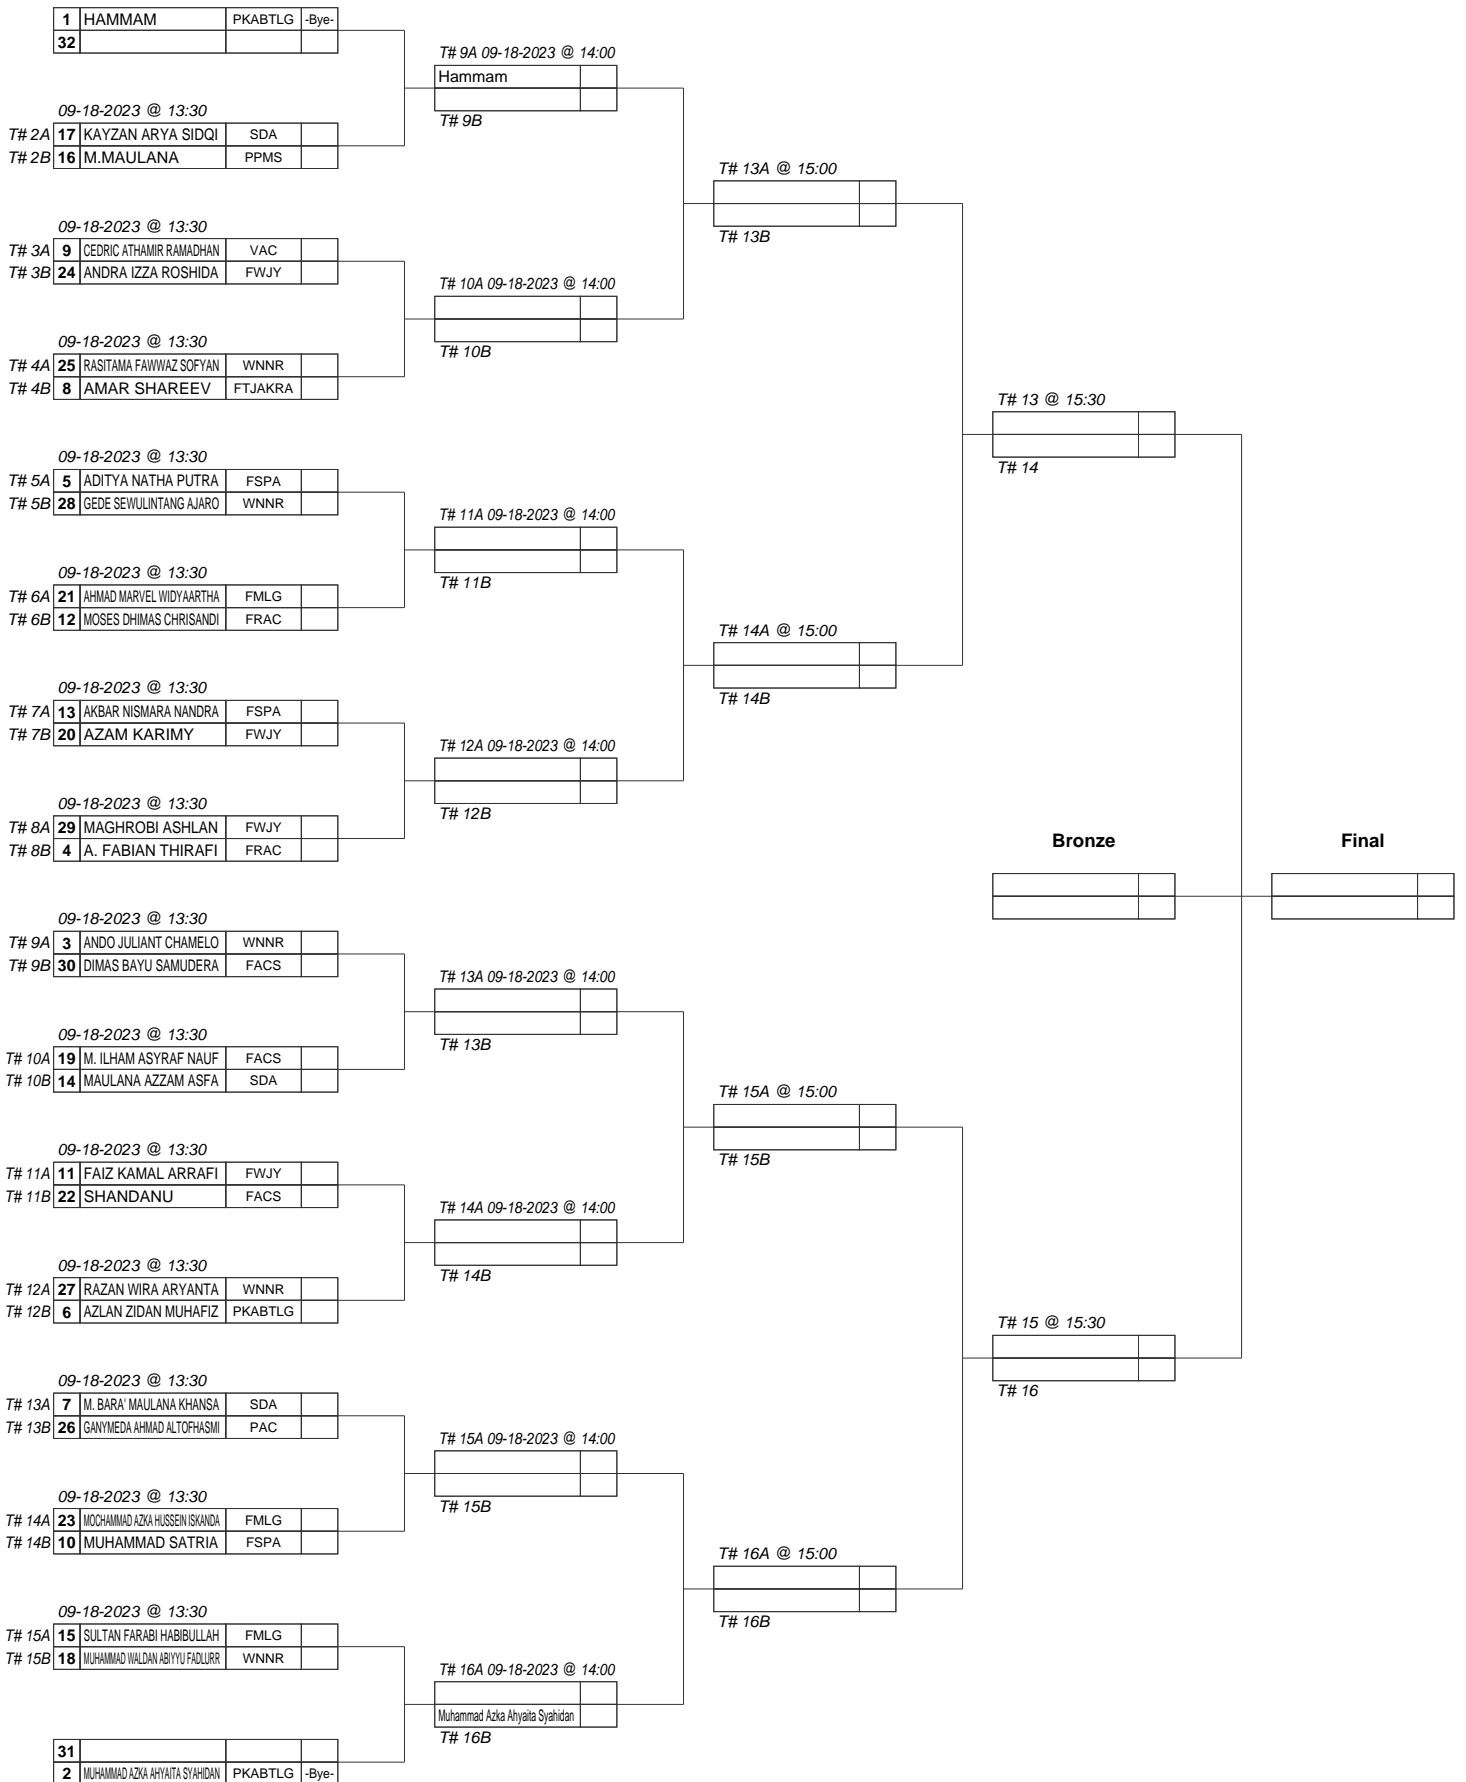 1 HAMMAM PKABTLG -Bye-
32
T# 9A 09-18-2023 @ 14:00
Hammam
T# 9B
09-18-2023 @ 13:30
T# 2A 17 KAYZAN ARYA SIDQI SDA
T# 2B 16 M.MAULANA PPMS
T# 13A @ 15:00
T# 13B
09-18-2023 @ 13:30
T# 3A 9 CEDRIC ATHAMIR RAMADHAN VAC
T# 3B 24 ANDRA IZZA ROSHIDA FWJY
T# 10A 09-18-2023 @ 14:00
T# 10B
09-18-2023 @ 13:30
T# 4A 25 RASITAMA FAWWAZ SOFYAN WNNR
T# 4B 8 AMAR SHAREEV FTJAKRA
T# 13 @ 15:30
T# 14
09-18-2023 @ 13:30
T# 5A 5 ADITYA NATHA PUTRA FSPA
T# 5B 28 GEDE SEWULINTANG AJARO WNNR
T# 11A 09-18-2023 @ 14:00
T# 11B
09-18-2023 @ 13:30
T# 6A 21 AHMAD MARVEL WIDYAARTHA FMLG
T# 6B 12 MOSES DHIMAS CHRISANDI FRAC
T# 14A @ 15:00
T# 14B
09-18-2023 @ 13:30
T# 7A 13 AKBAR NISMARA NANDRA FSPA
T# 7B 20 AZAM KARIMY FWJY
T# 12A 09-18-2023 @ 14:00
T# 12B
09-18-2023 @ 13:30
T# 8A 29 MAGHROBI ASHLAN FWJY
T# 8B 4 A. FABIAN THIRAFI FRAC
Bronze
Final
09-18-2023 @ 13:30
T# 9A 3 ANDO JULIANT CHAMELO WNNR
T# 9B 30 DIMAS BAYU SAMUDERA FACS
T# 13A 09-18-2023 @ 14:00
T# 13B
09-18-2023 @ 13:30
T# 10A 19 M. ILHAM ASYRAF NAUF FACS
T# 10B 14 MAULANA AZZAM ASFA SDA
T# 15A @ 15:00
T# 15B
09-18-2023 @ 13:30
T# 11A 11 FAIZ KAMAL ARRAFI FWJY
T# 11B 22 SHANDANU FACS
T# 14A 09-18-2023 @ 14:00
T# 14B
09-18-2023 @ 13:30
T# 12A 27 RAZAN WIRA ARYANTA WNNR
T# 12B 6 AZLAN ZIDAN MUHAFIZ PKABTLG
T# 15 @ 15:30
T# 16
09-18-2023 @ 13:30
T# 13A 7 M. BARA' MAULANA KHANSA SDA
T# 13B 26 GANYMEDA AHMAD ALTOFHASMI PAC
T# 15A 09-18-2023 @ 14:00
T# 15B
09-18-2023 @ 13:30
T# 14A 23 MOCHAMMAD AZKA HUSSEIN ISKANDA FMLG
T# 14B 10 MUHAMMAD SATRIA FSPA
T# 16A @ 15:00
T# 16B
09-18-2023 @ 13:30
T# 15A 15 SULTAN FARABI HABIBULLAH FMLG
T# 15B 18 MUHAMMAD WALDAN ABIYYU FADLURR WNNR
T# 16A 09-18-2023 @ 14:00
Muhammad Azka Ahyaita Syahidan
T# 16B
31
2 MUHAMMAD AZKA AHYAITA SYAHIDAN PKABTLG -Bye-